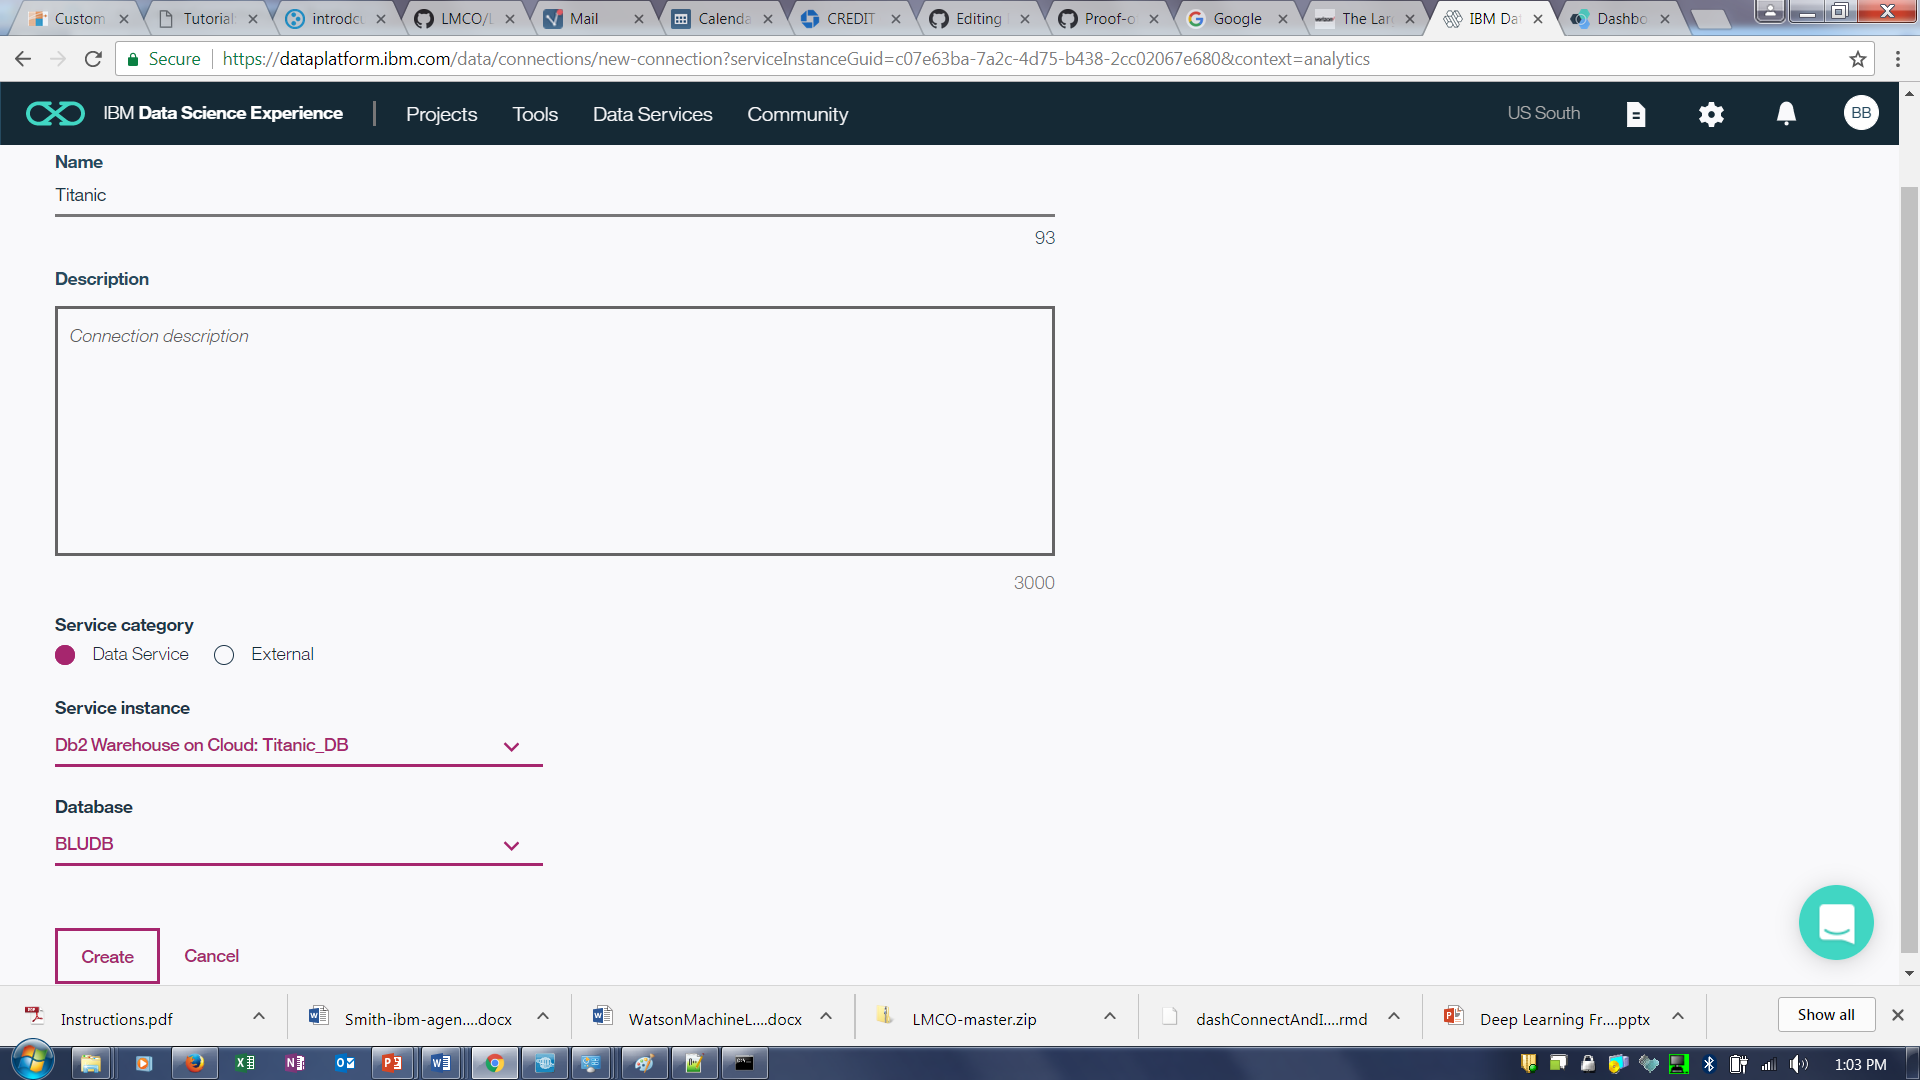 Custom Tutorial introdcu LMCO/L Mail Calenda CREDIT Editing Proof-o Google The Larg IBM Dat Dashbo
Secure https://dataplatform.ibm.com/data/connections/new-connection?serviceInstanceGuid=c07e63ba-7a2c-4d75-b438-2cc02067e680&context=analytics
IBM Data Science Experience Projects Tools Data Services Community US South BB
Name
Titanic
93
Description
Connection description
3000
Service category
Data Service External
Service instance
Db2 Warehouse on Cloud: Titanic_DB
Database
BLUDB
Create Cancel
Instructions.pdf Smith-ibm-agen....docx WatsonMachineL....docx LMCO-master.zip dashConnectAndI....rmd Deep Learning Fr....pptx Show all
1:03 PM